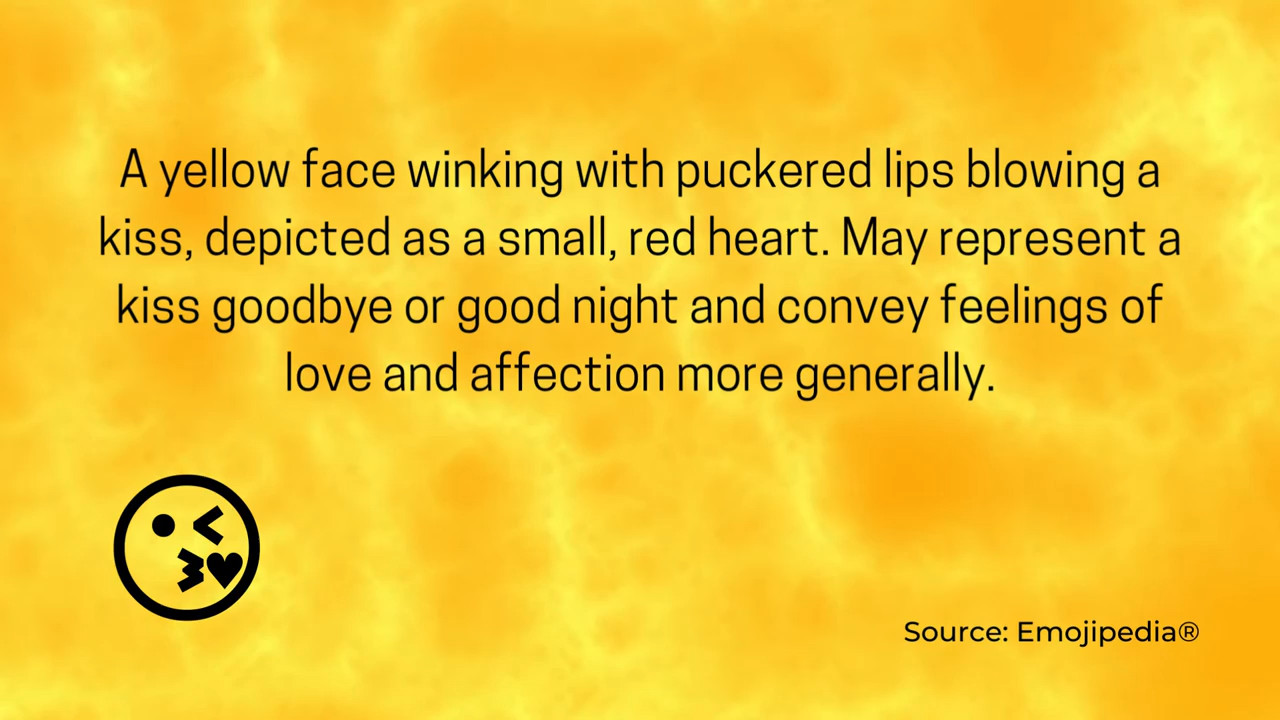 A yellow face winking with puckered lips blowing a
kiss, depicted as a small, red heart. May represent a
kiss goodbye or good night and convey feelings of
love and affection more generally.
Source: Emojipedia®